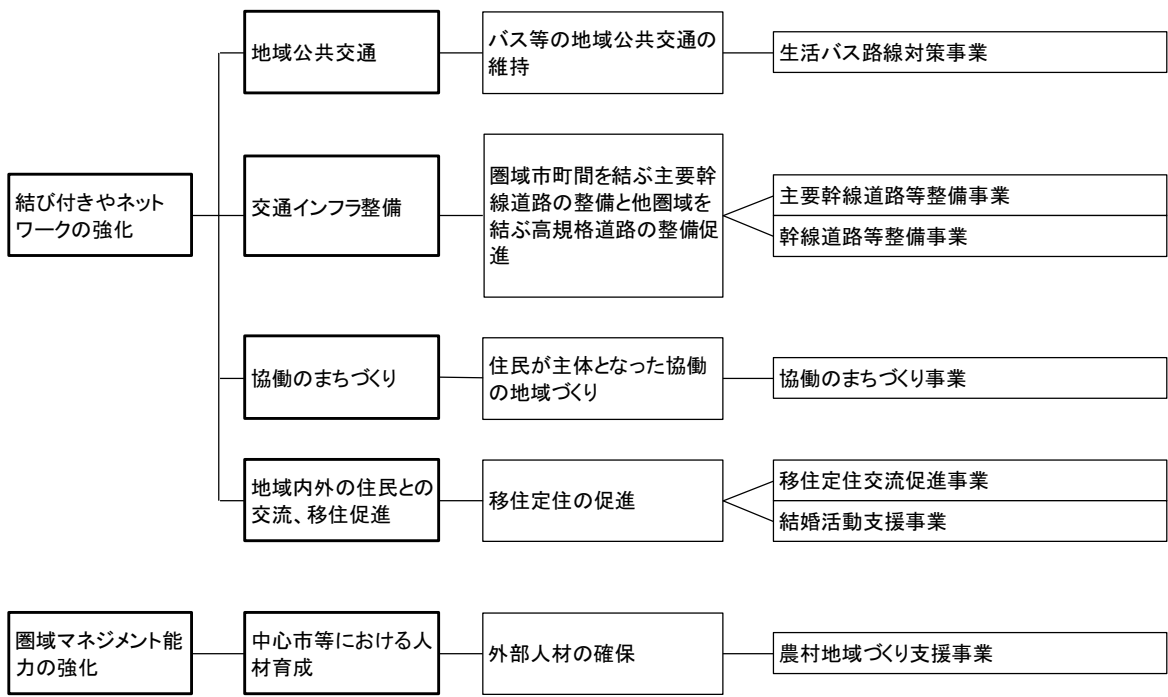 地域公共交通
バス等の地域公共交通の
維持
生活バス路線対策事業
結び付きやネット
ワークの強化
交通インフラ整備
圏域市町間を結ぶ主要幹
線道路の整備と他圏域を
結ぶ高規格道路の整備促
進
主要幹線道路等整備事業
幹線道路等整備事業
協働のまちづくり
住民が主体となった協働
の地域づくり
協働のまちづくり事業
地域内外の住民との
交流、移住促進
移住定住の促進
移住定住交流促進事業
結婚活動支援事業
圏域マネジメント能
力の強化
中心市等における人
材育成
外部人材の確保
農村地域づくり支援事業